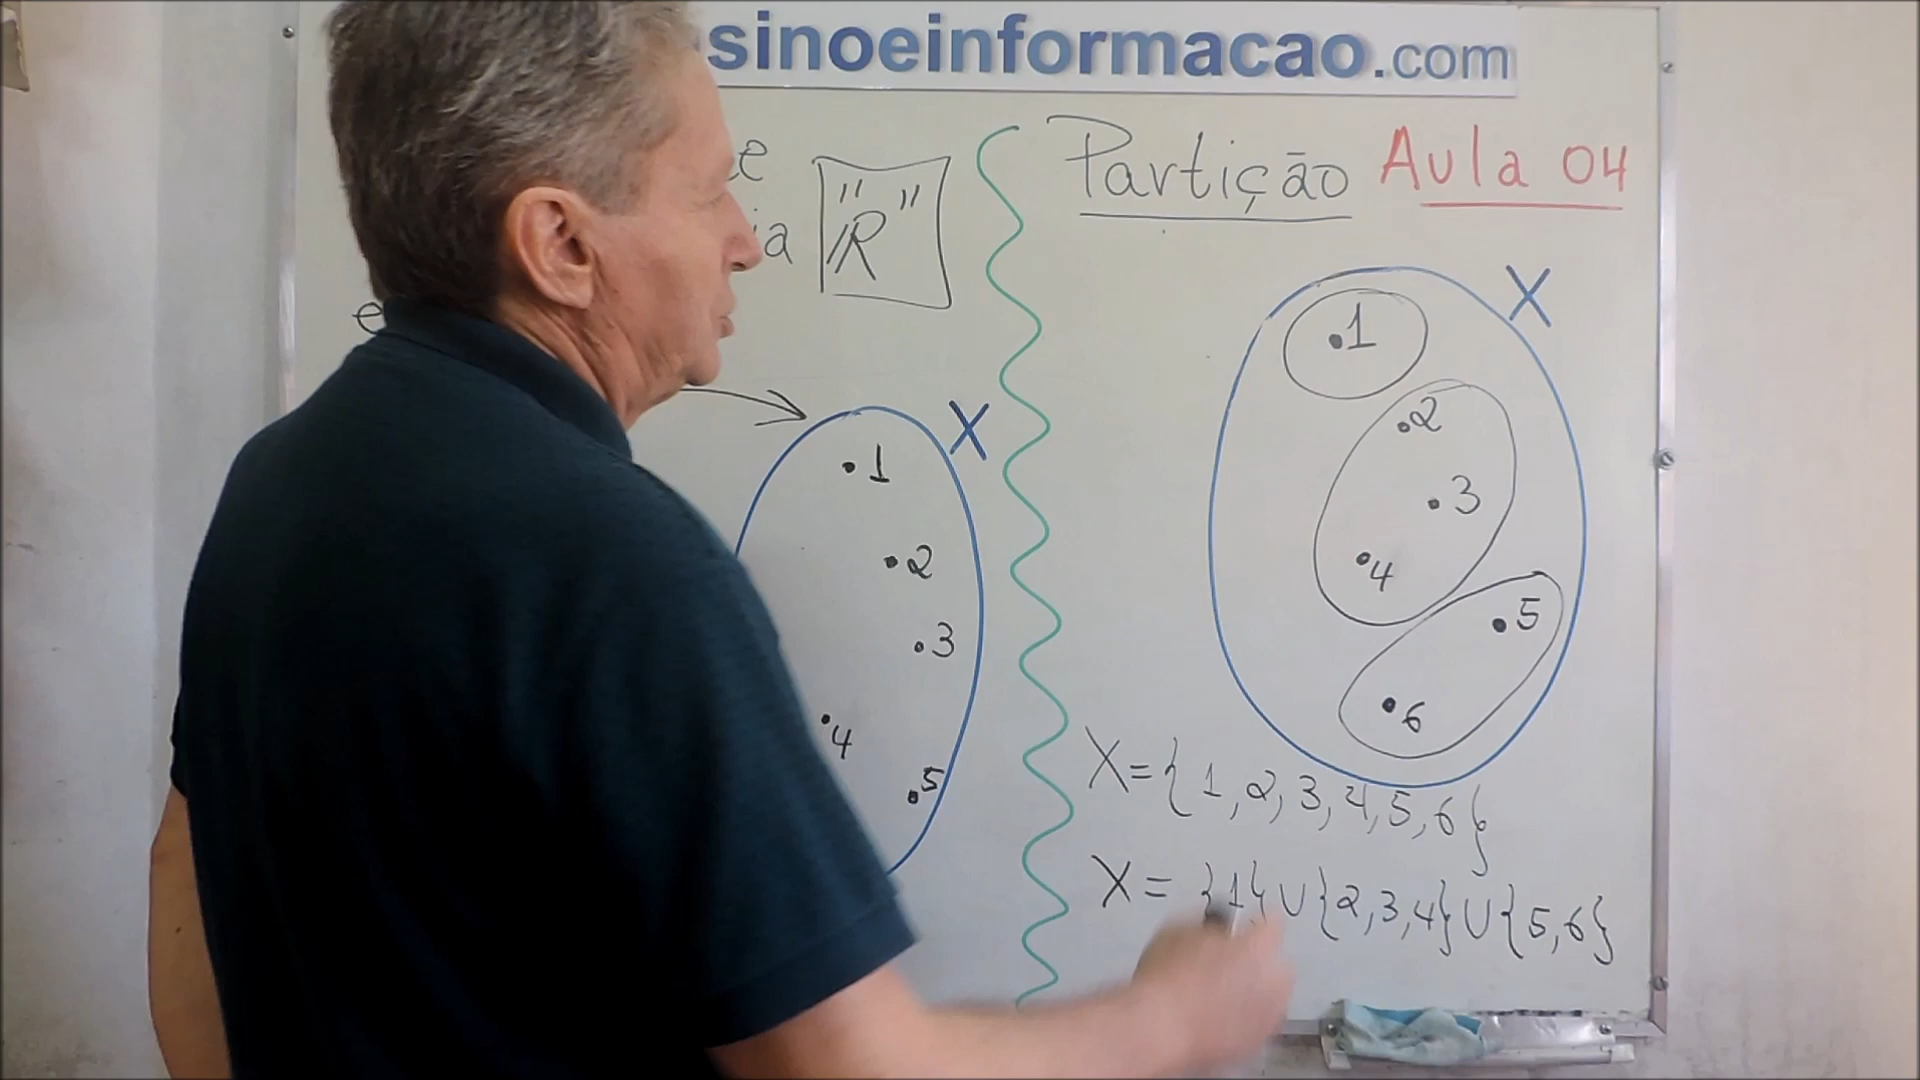 sinoeinformacao.com
"R"
X
1
2
3
4
5
Partição Aula 04
X
1
2
3
4
5
6
X={1,2,3,4,5,6}
X= {1}∪{2,3,4}∪{5,6}